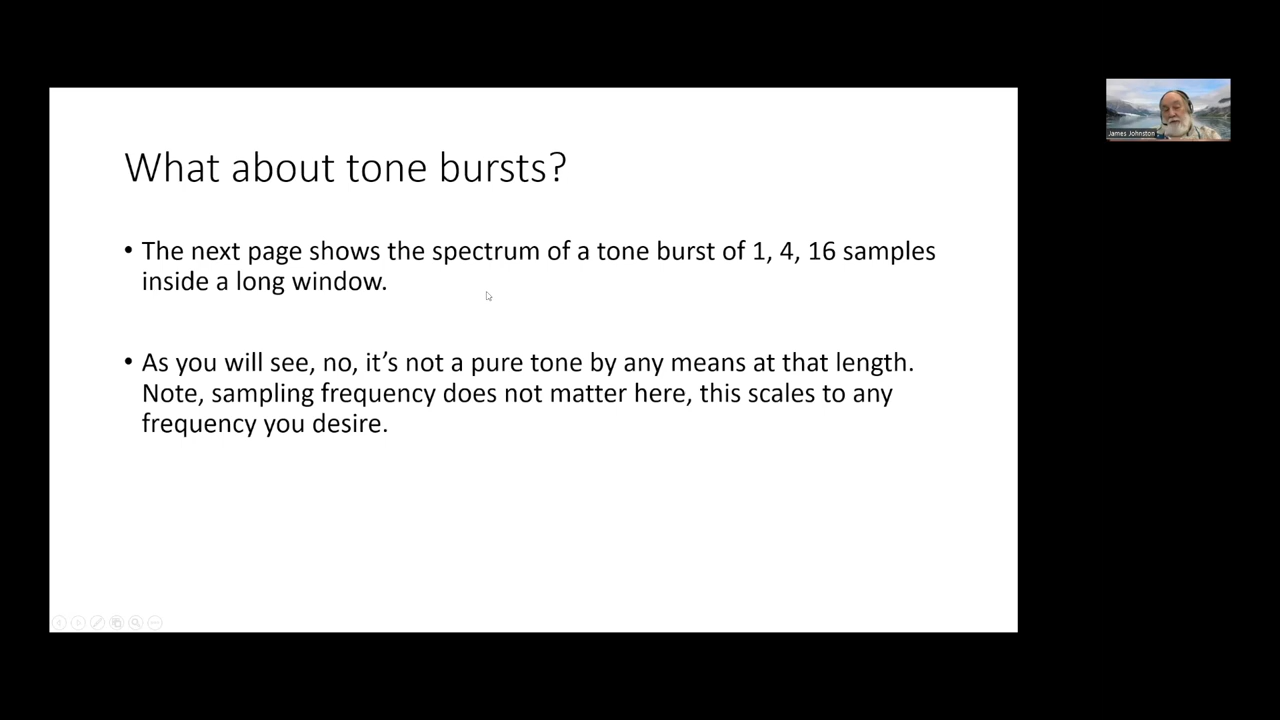 What about tone bursts?
• The next page shows the spectrum of a tone burst of 1, 4, 16 samples
inside a long window.
• As you will see, no, it’s not a pure tone by any means at that length.
Note, sampling frequency does not matter here, this scales to any
frequency you desire.
James Johnston